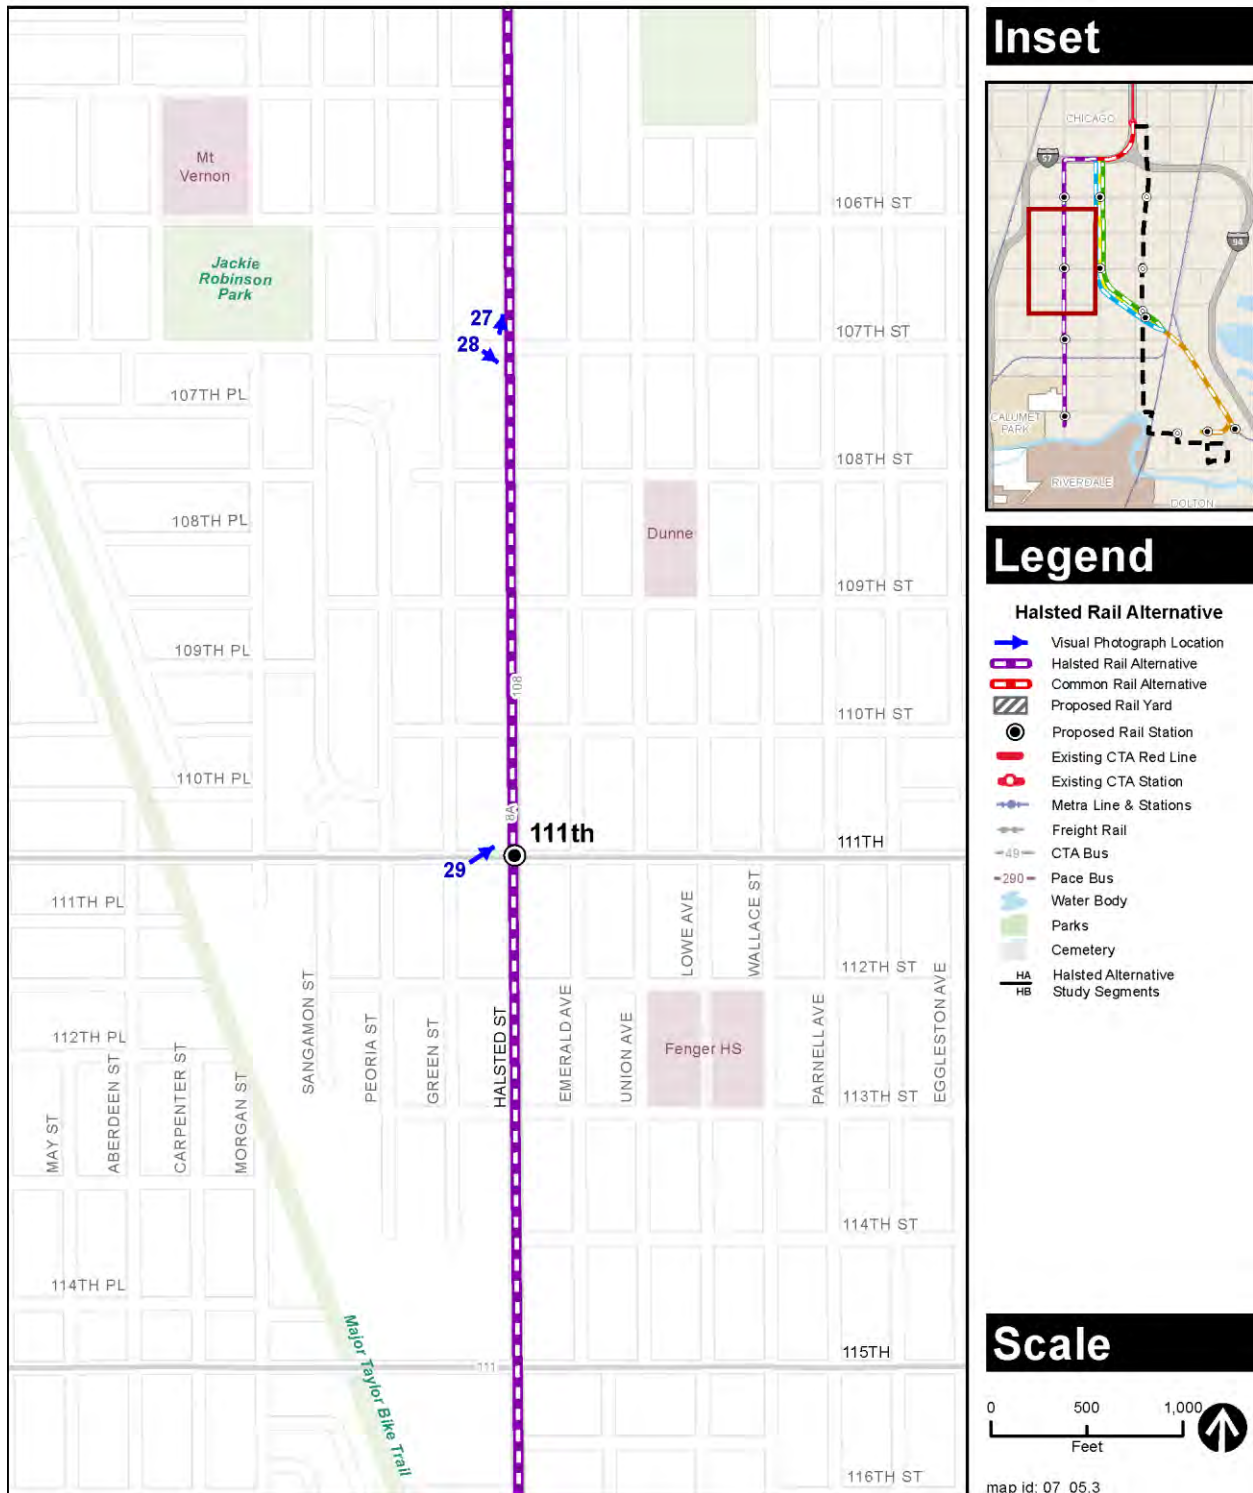 Mt
Vernon
106TH ST
Jackie
Robinson
Park
27
107TH ST
28
107TH PL
108TH ST
108TH PL
Dunne
109TH ST
109TH PL
108
110TH ST
110TH PL
8A
111th
111TH
29
111TH PL
LOWE AVE
WALLACE ST
112TH ST
SANGAMON ST
PEORIA ST
GREEN ST
HALSTED ST
EMERALD AVE
UNION AVE
PARNELL AVE
EGGLESTON AVE
112TH PL
Fenger HS
113TH ST
MAY ST
ABERDEEN ST
CARPENTER ST
MORGAN ST
114TH ST
114TH PL
115TH
111
Major Taylor Bike Trail
116TH ST
Inset
CHICAGO
57
94
CALUMET
PARK
RIVERDALE
DOLTON
Legend
Halsted Rail Alternative
Visual Photograph Location
Halsted Rail Alternative
Common Rail Alternative
Proposed Rail Yard
Proposed Rail Station
Existing CTA Red Line
Existing CTA Station
Metra Line & Stations
Freight Rail
49 CTA Bus
290 Pace Bus
Water Body
Parks
Cemetery
HA Halsted Alternative
HB Study Segments
Scale
0 500 1,000
Feet
map id: 07_05.3